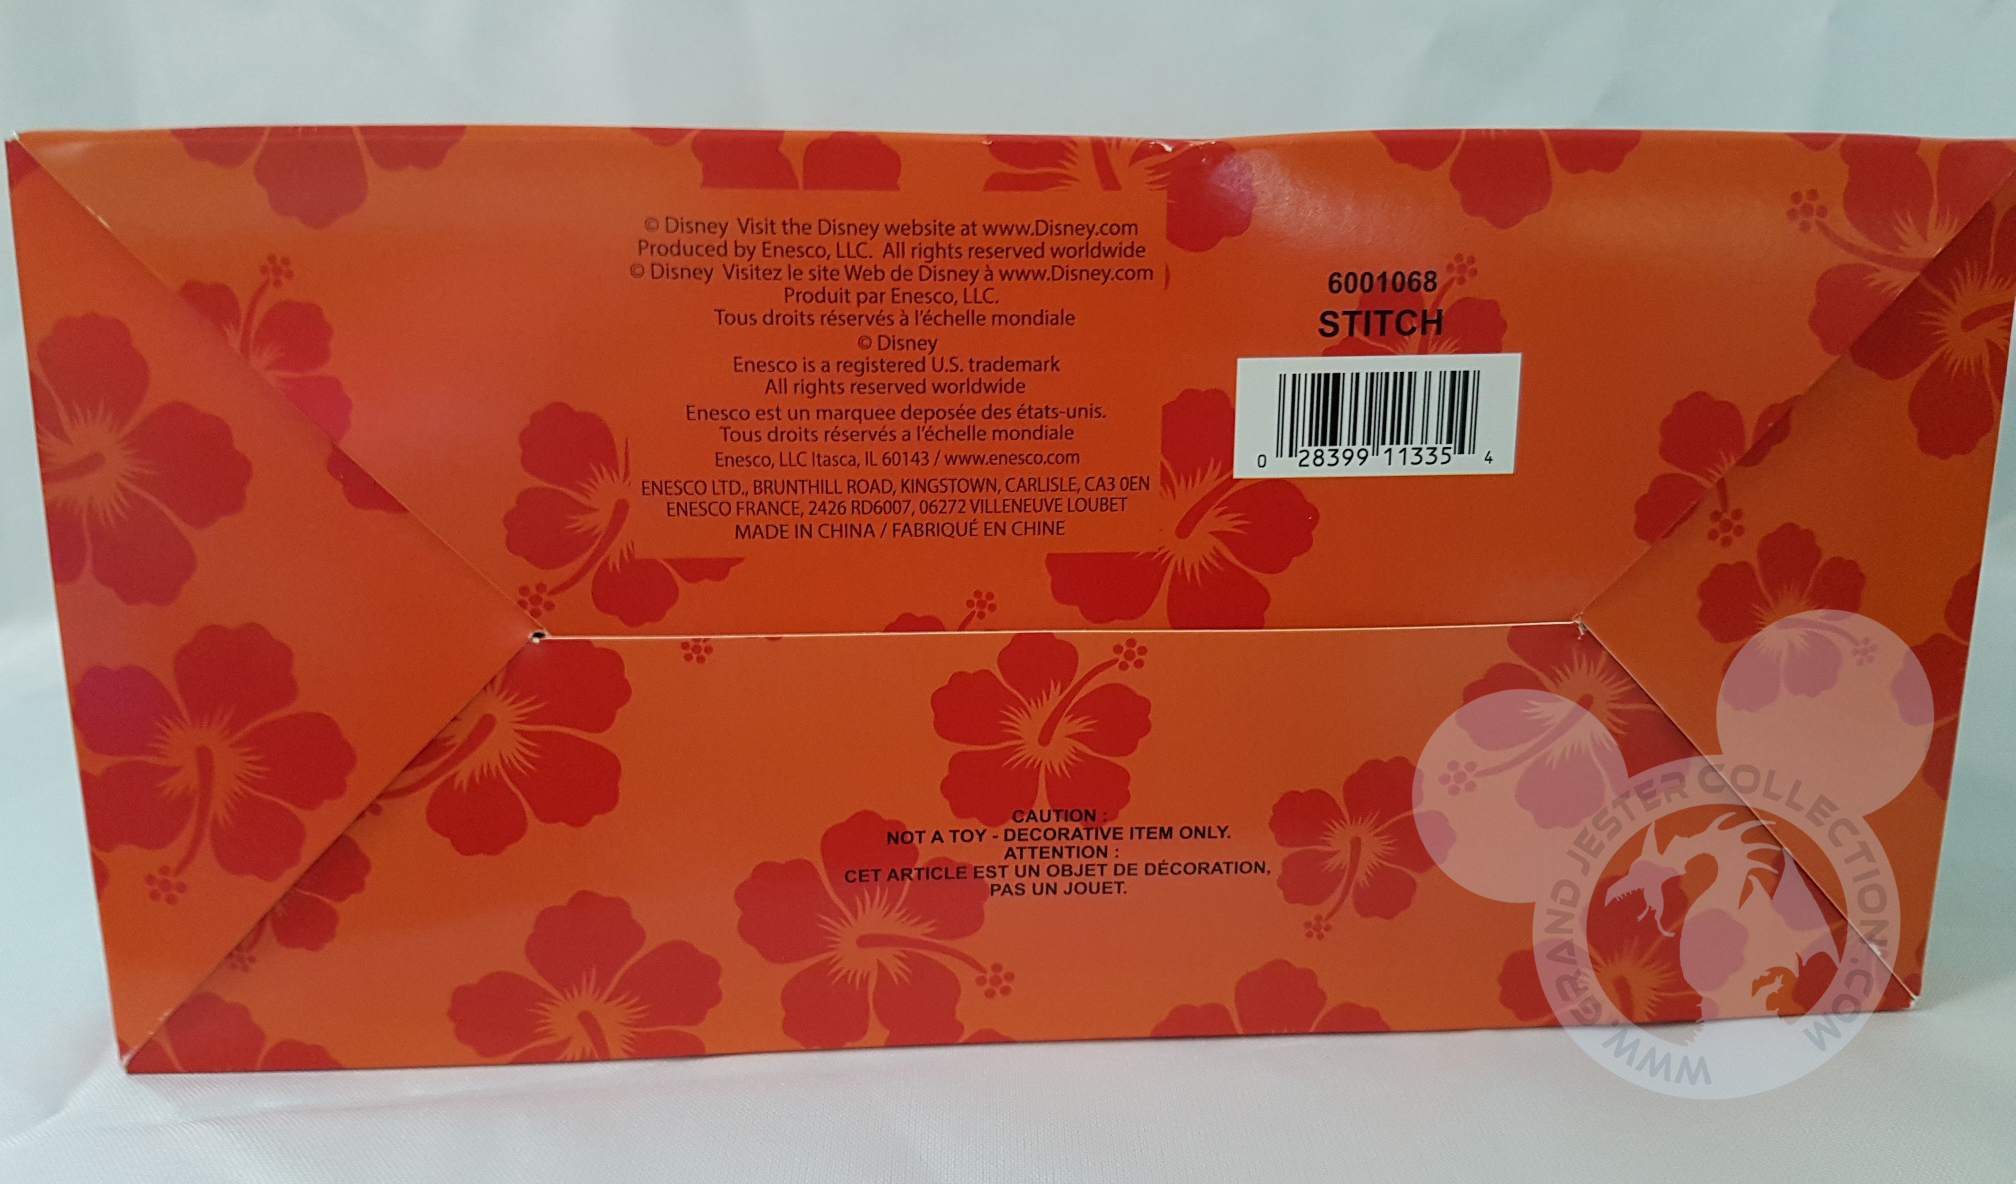 © Disney Visit the Disney website at www.Disney.com
Produced by Enesco, LLC. All rights reserved worldwide
© Disney Visitez le site Web de Disney à www.Disney.com
Produit par Enesco, LLC.
Tous droits réservés à l'échelle mondiale
© Disney
Enesco is a registered U.S. trademark
All rights reserved worldwide
Enesco est un marquee deposée des états-unis.
Tous droits réservés a l'échelle mondiale
Enesco, LLC Itasca, IL 60143 / www.enesco.com
ENESCO LTD., BRUNTHILL ROAD, KINGSTOWN, CARLISLE, CA3 0EN
ENESCO FRANCE, 2426 RD6007, 06272 VILLENEUVE LOUBET
MADE IN CHINA / FABRIQUÉ EN CHINE
6001068
STITCH
0 28399 11335 4
CAUTION :
NOT A TOY - DECORATIVE ITEM ONLY.
ATTENTION :
CET ARTICLE EST UN OBJET DE DÉCORATION,
PAS UN JOUET.
WWW.GRAND JESTER COLLECTION.COM